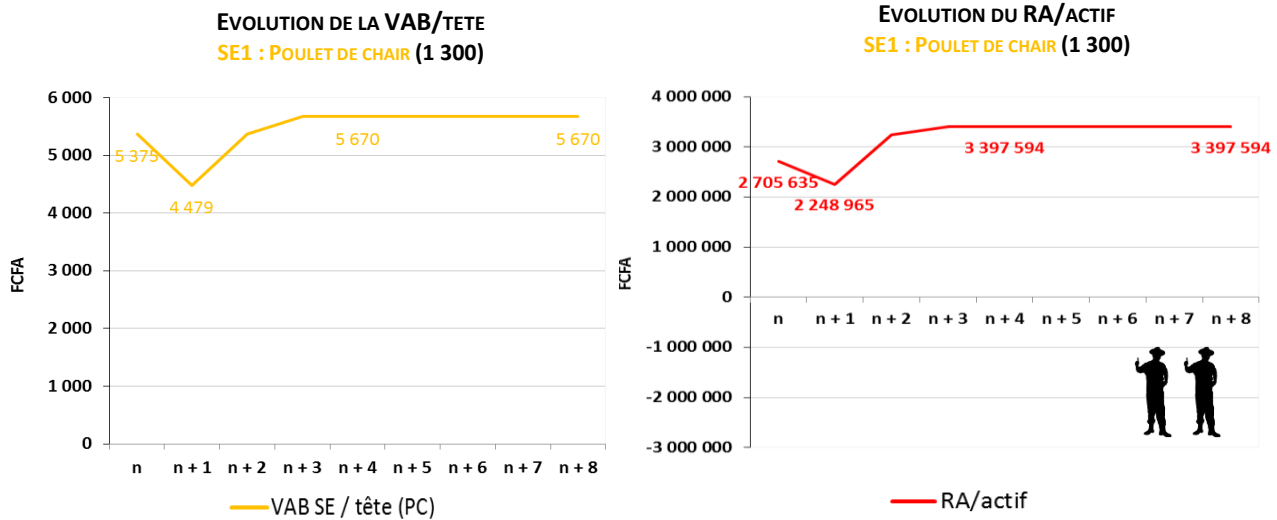 EVOLUTION DE LA VAB/TETE
SE1 : POULET DE CHAIR (1 300)
6 000
5 000
4 000
3 000
2 000
1 000
0
FCFA
5 375
4 479
5 670
5 670
n
n + 1
n + 2
n + 3
n + 4
n + 5
n + 6
n + 7
n + 8
VAB SE / tête (PC)
EVOLUTION DU RA/ACTIF
SE1 : POULET DE CHAIR (1 300)
4 000 000
3 000 000
2 000 000
1 000 000
0
-1 000 000
-2 000 000
-3 000 000
FCFA
2 705 635
2 248 965
3 397 594
3 397 594
n
n + 1
n + 2
n + 3
n + 4
n + 5
n + 6
n + 7
n + 8
RA/actif